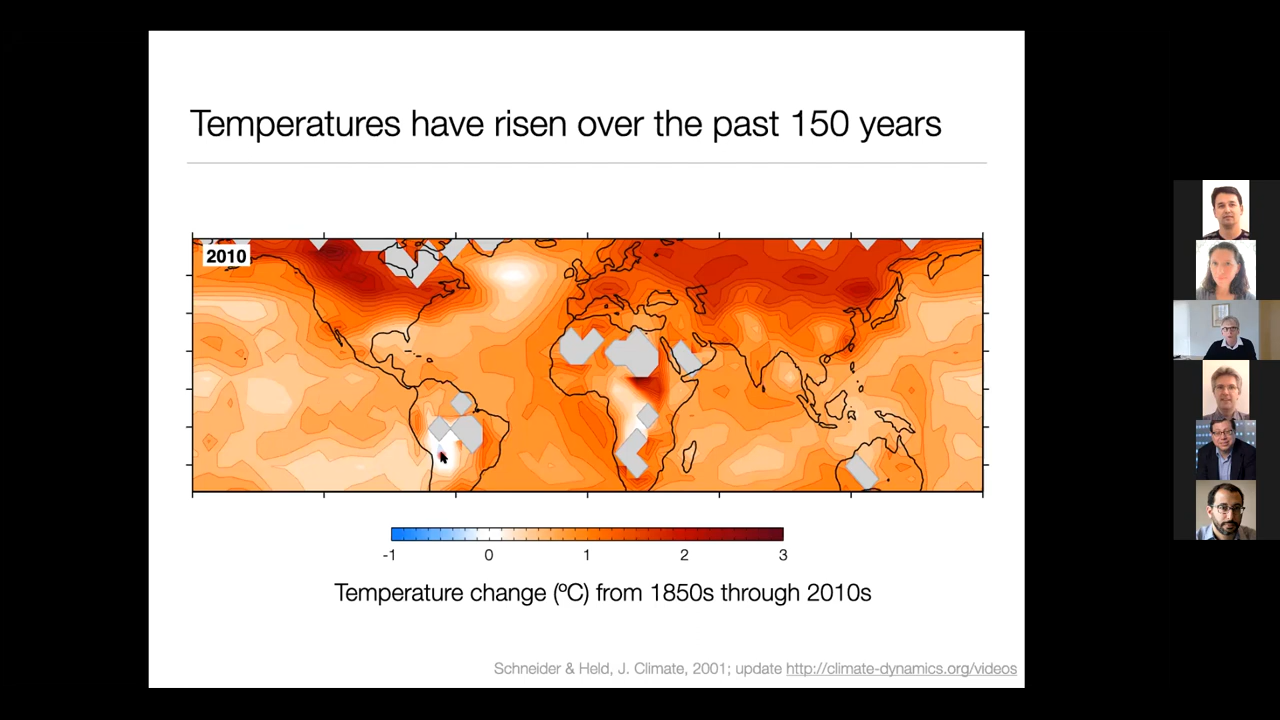 Temperatures have risen over the past 150 years
2010
-1 0 1 2 3
Temperature change (ºC) from 1850s through 2010s
Schneider & Held, J. Climate, 2001; update http://climate-dynamics.org/videos